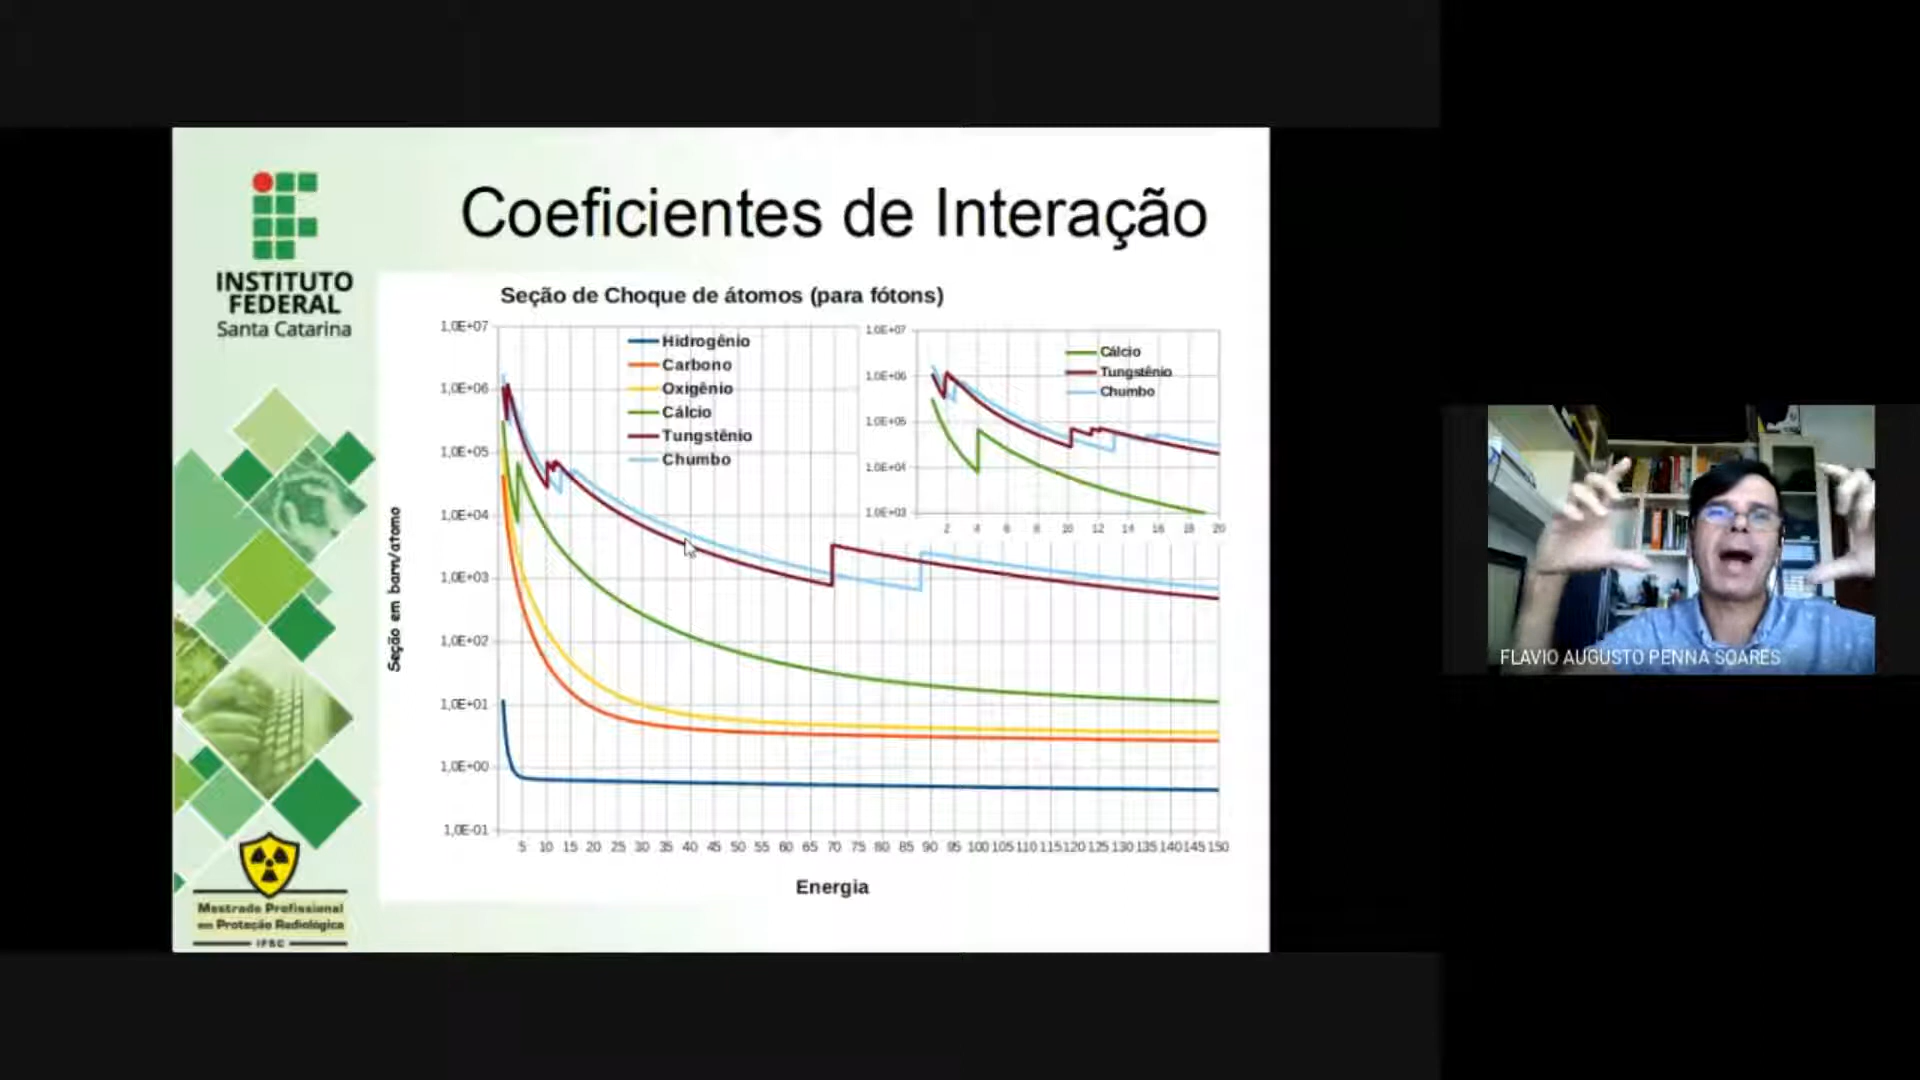 INSTITUTO
FEDERAL
Santa Catarina
Coeficientes de Interação
Seção de Choque de átomos (para fótons)
Seção em barn/atomo
1,0E+07
1,0E+06
1,0E+05
1,0E+04
1,0E+03
1,0E+02
1,0E+01
1,0E+00
1,0E-01
Hidrogênio
Carbono
Oxigênio
Cálcio
Tungstênio
Chumbo
5 10 15 20 25 30 35 40 45 50 55 60 65 70 75 80 85 90 95 100 105 110 115 120 125 130 135 140 145 150
Energia
1.0E+07
1.0E+06
1.0E+05
1.0E+04
1.0E+03
Cálcio
Tungstênio
Chumbo
2 4 6 8 10 12 14 16 18 20
Mestrado Profissional
em Proteção Radiológica
IFSC
FLAVIO AUGUSTO PENNA SOARES